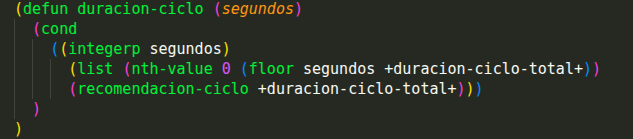 (defun duracion-ciclo (segundos)
(cond
((integerp segundos)
(list (nth-value 0 (floor segundos +duracion-ciclo-total+))
(recomendacion-ciclo +duracion-ciclo-total+)))
)
)